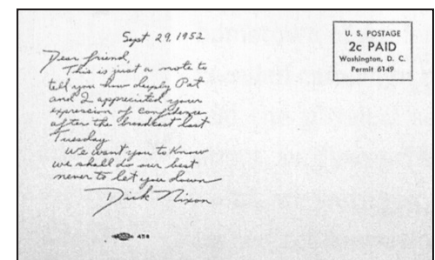 Sept 29, 1952
U. S. POSTAGE
2c PAID
Washington, D. C.
Permit 6149
Dear friend,
This is just a note to
tell you how deeply Pat
and I appreciated your
expression of confidence
after the broadcast last
Tuesday.
We want you to know
we shall do our best
never to let you down
Dick Nixon
454